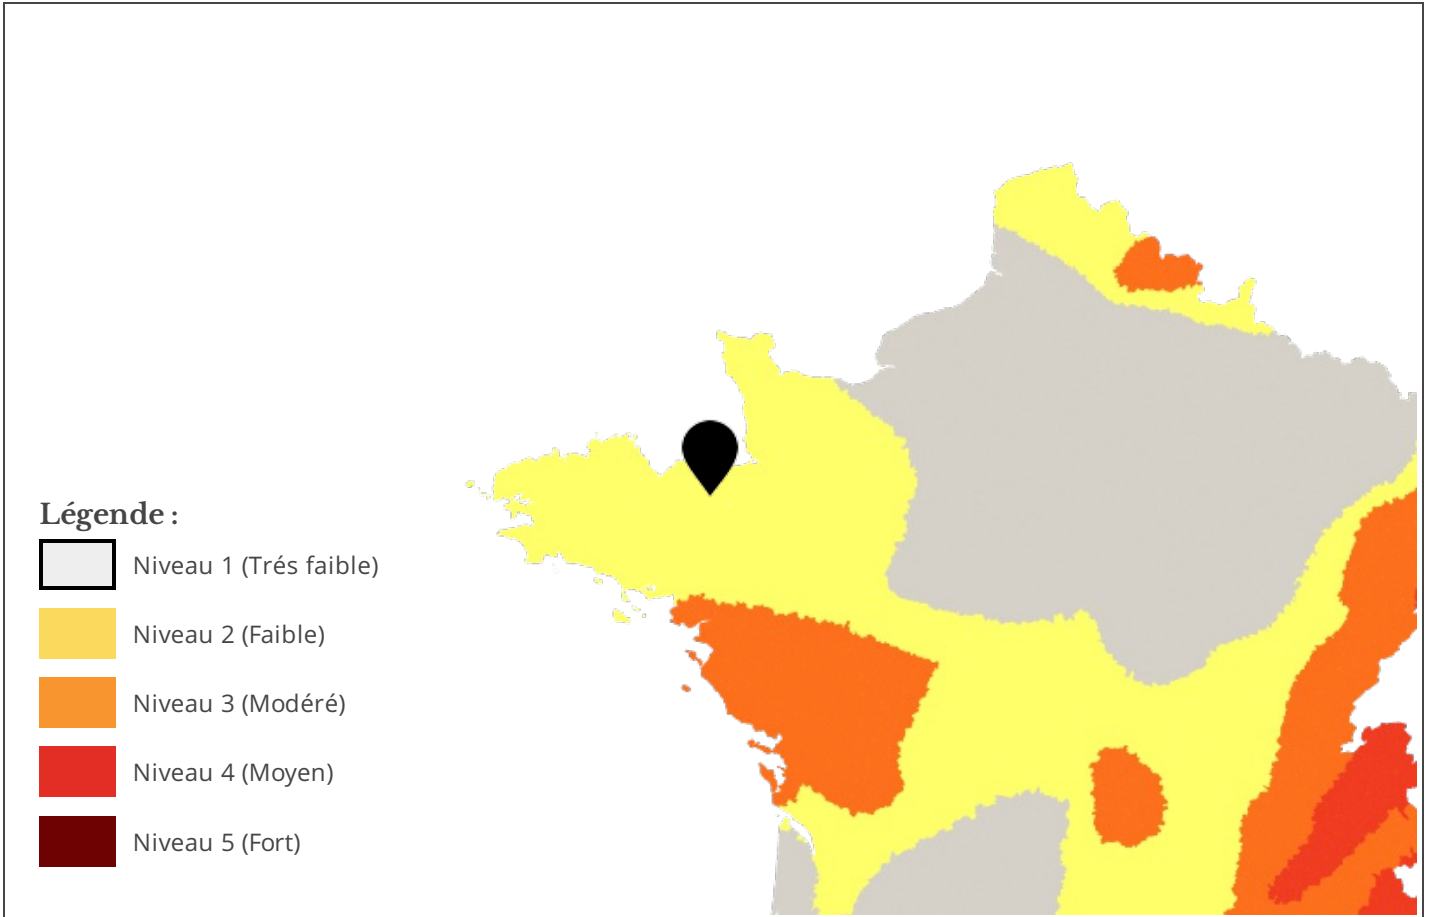 Légende :
Niveau 1 (Trés faible)
Niveau 2 (Faible)
Niveau 3 (Modéré)
Niveau 4 (Moyen)
Niveau 5 (Fort)